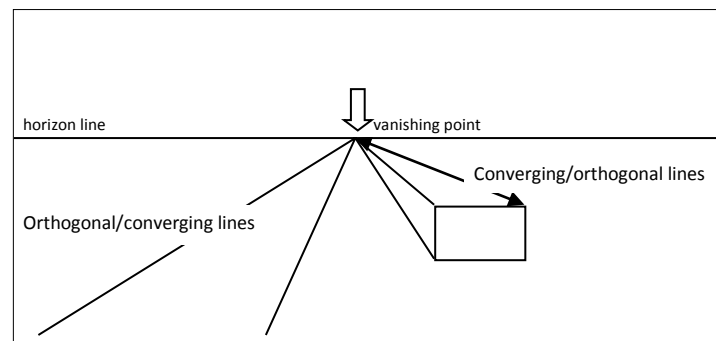 horizon line
vanishing point
Converging/orthogonal lines
Orthogonal/converging lines